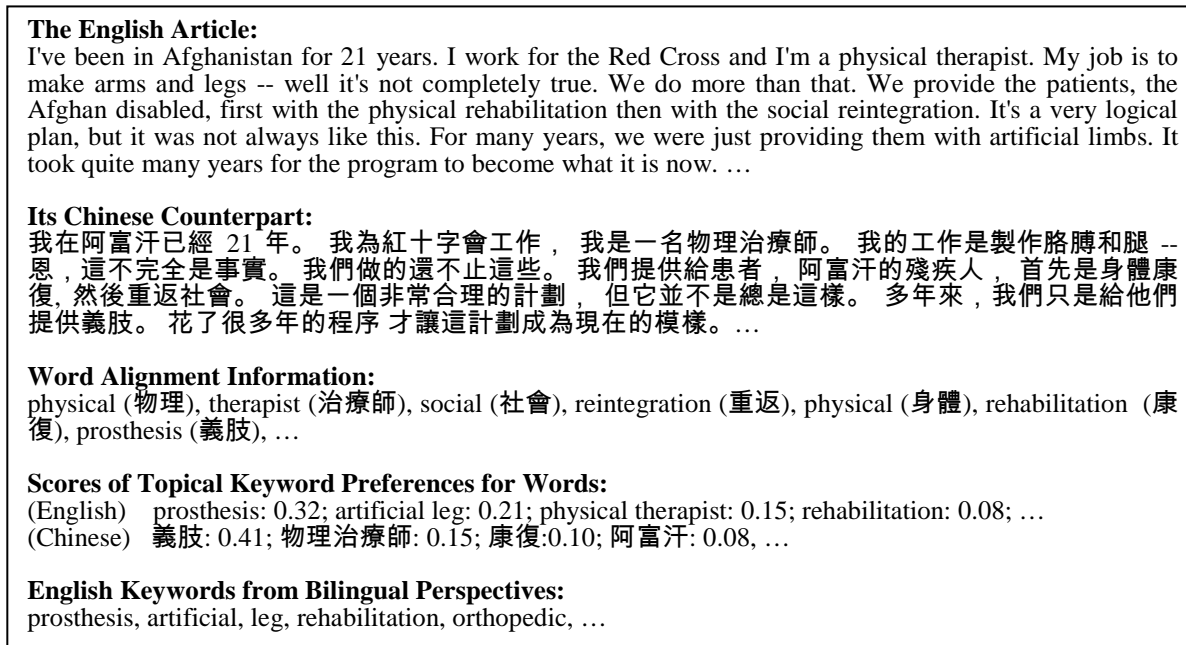 The English Article:
I've been in Afghanistan for 21 years. I work for the Red Cross and I'm a physical therapist. My job is to
make arms and legs -- well it's not completely true. We do more than that. We provide the patients, the
Afghan disabled, first with the physical rehabilitation then with the social reintegration. It's a very logical
plan, but it was not always like this. For many years, we were just providing them with artificial limbs. It
took quite many years for the program to become what it is now. …
Its Chinese Counterpart:
我在阿富汗已經 21 年。 我為紅十字會工作， 我是一名物理治療師。 我的工作是製作胳膊和腿 --
恩，這不完全是事實。 我們做的還不止這些。 我們提供給患者， 阿富汗的殘疾人， 首先是身體康
復, 然後重返社會。 這是一個非常合理的計劃， 但它並不是總是這樣。 多年來，我們只是給他們
提供義肢。 花了很多年的程序 才讓這計劃成為現在的模樣。…
Word Alignment Information:
physical (物理), therapist (治療師), social (社會), reintegration (重返), physical (身體), rehabilitation (康
復), prosthesis (義肢), …
Scores of Topical Keyword Preferences for Words:
(English) prosthesis: 0.32; artificial leg: 0.21; physical therapist: 0.15; rehabilitation: 0.08; …
(Chinese) 義肢: 0.41; 物理治療師: 0.15; 康復:0.10; 阿富汗: 0.08, …
English Keywords from Bilingual Perspectives:
prosthesis, artificial, leg, rehabilitation, orthopedic, …